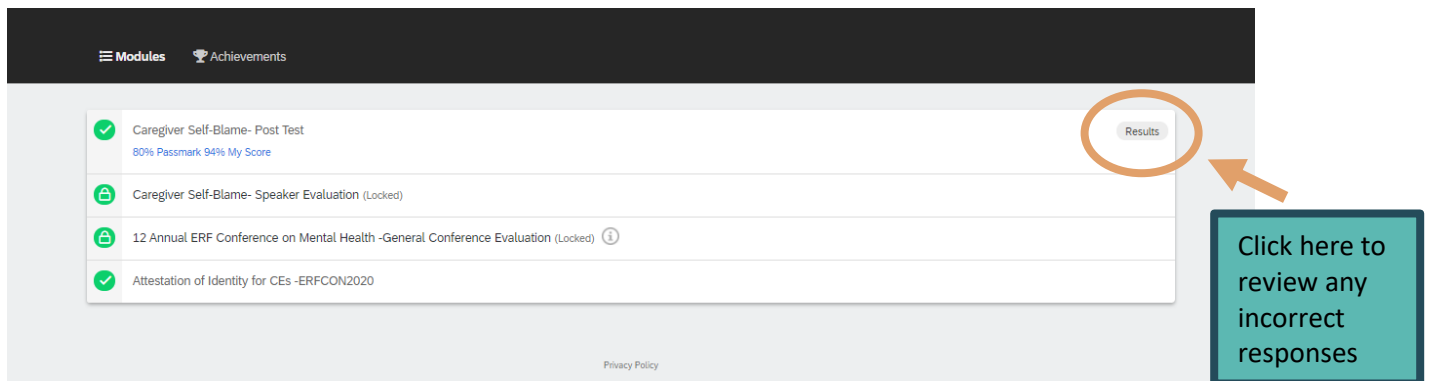 Modules Achievements
Caregiver Self-Blame- Post Test
Results
80% Passmark 94% My Score
Caregiver Self-Blame- Speaker Evaluation (Locked)
12 Annual ERF Conference on Mental Health -General Conference Evaluation (Locked)
Attestation of Identity for CEs -ERFCON2020
Click here to
review any
incorrect
responses
Privacy Policy